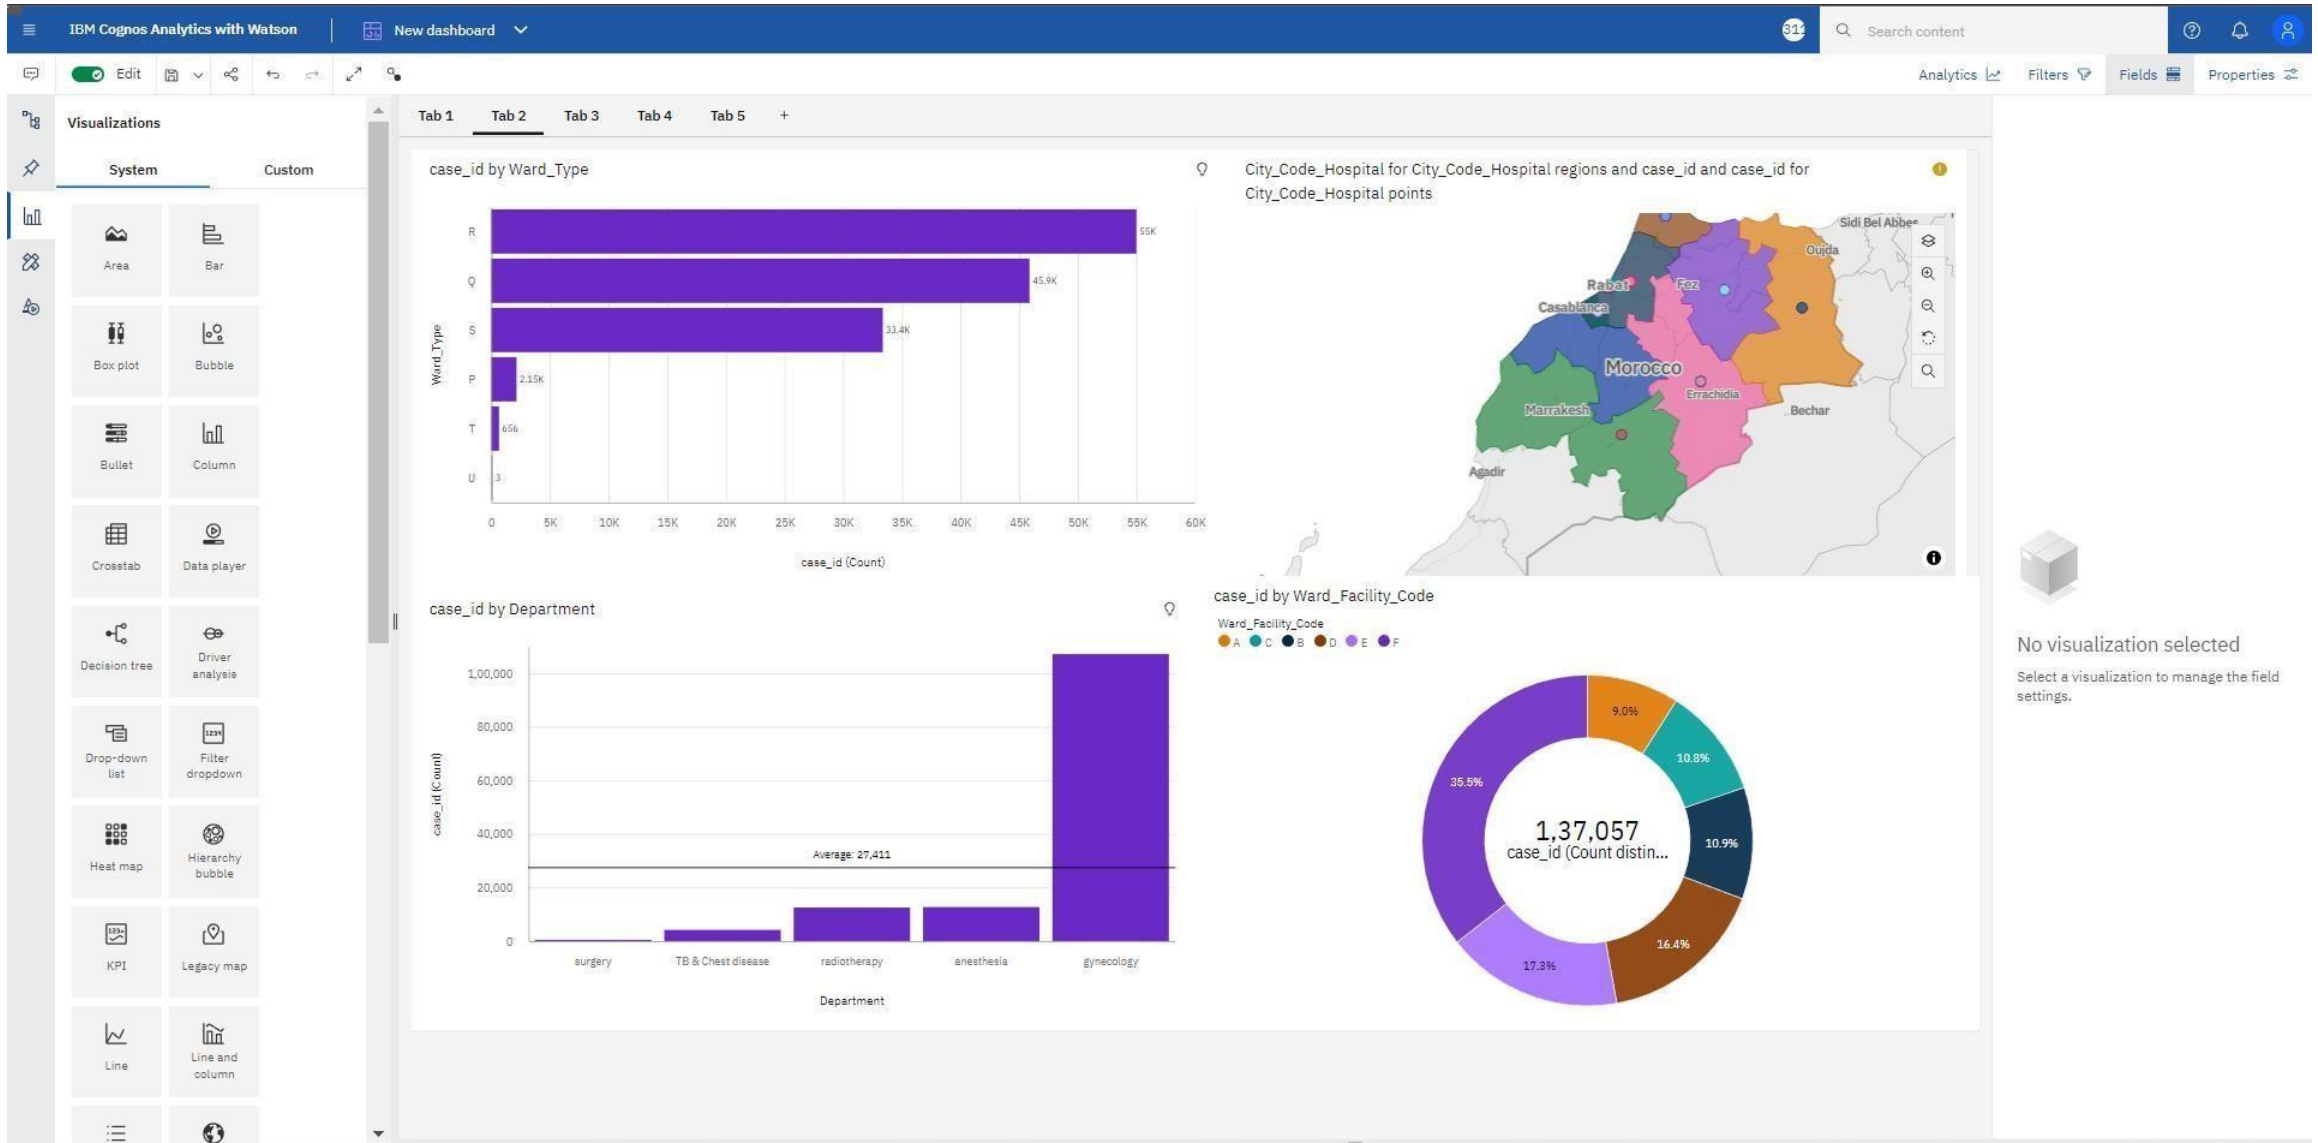 IBM Cognos Analytics with Watson
New dashboard
311
Search content
Edit
Analytics
Filters
Fields
Properties
Visualizations
System
Custom
Area
Bar
Box plot
Bubble
Bullet
Column
Crosstab
Data player
Decision tree
Driver
analysis
Drop-down
list
Filter
dropdown
Heat map
Hierarchy
bubble
KPI
Legacy map
Line
Line and
column
Tab 1
Tab 2
Tab 3
Tab 4
Tab 5
+
case_id by Ward_Type
Ward_Type
R
55K
Q
45.9K
S
33.4K
P
2.15K
T
656
U
3
0
5K
10K
15K
20K
25K
30K
35K
40K
45K
50K
55K
60K
case_id (Count)
City_Code_Hospital for City_Code_Hospital regions and case_id and case_id for
City_Code_Hospital points
Sidi Bel Abbes
Oujda
Rabat
Fez
Casablanca
Morocco
Errachidia
Marrakesh
Bechar
Agadir
case_id by Department
case_id (Count)
1,00,000
80,000
60,000
40,000
20,000
0
Average: 27,411
surgery
TB & Chest disease
radiotherapy
anesthesia
gynecology
Department
case_id by Ward_Facility_Code
Ward_Facility_Code
A
C
B
D
E
F
9.0%
10.8%
10.9%
16.4%
17.3%
35.5%
1,37,057
case_id (Count distin...
No visualization selected
Select a visualization to manage the field
settings.